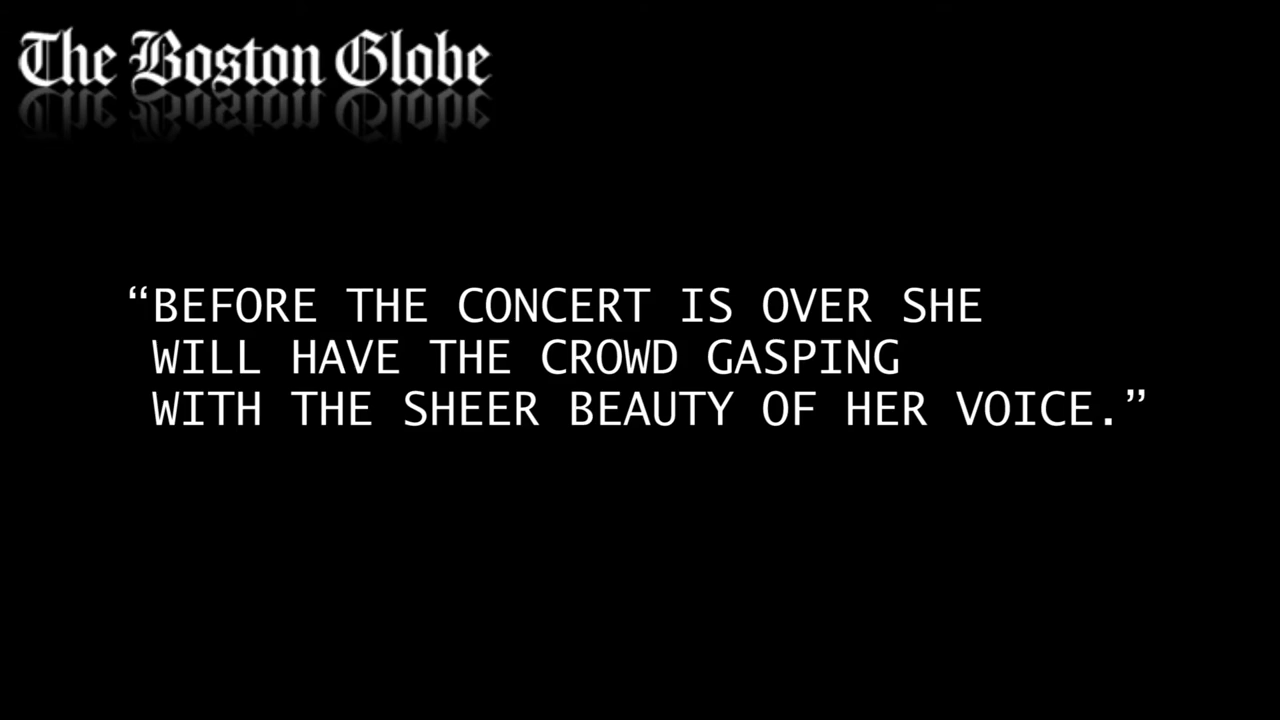 The Boston Globe
“BEFORE THE CONCERT IS OVER SHE
WILL HAVE THE CROWD GASPING
WITH THE SHEER BEAUTY OF HER VOICE.”